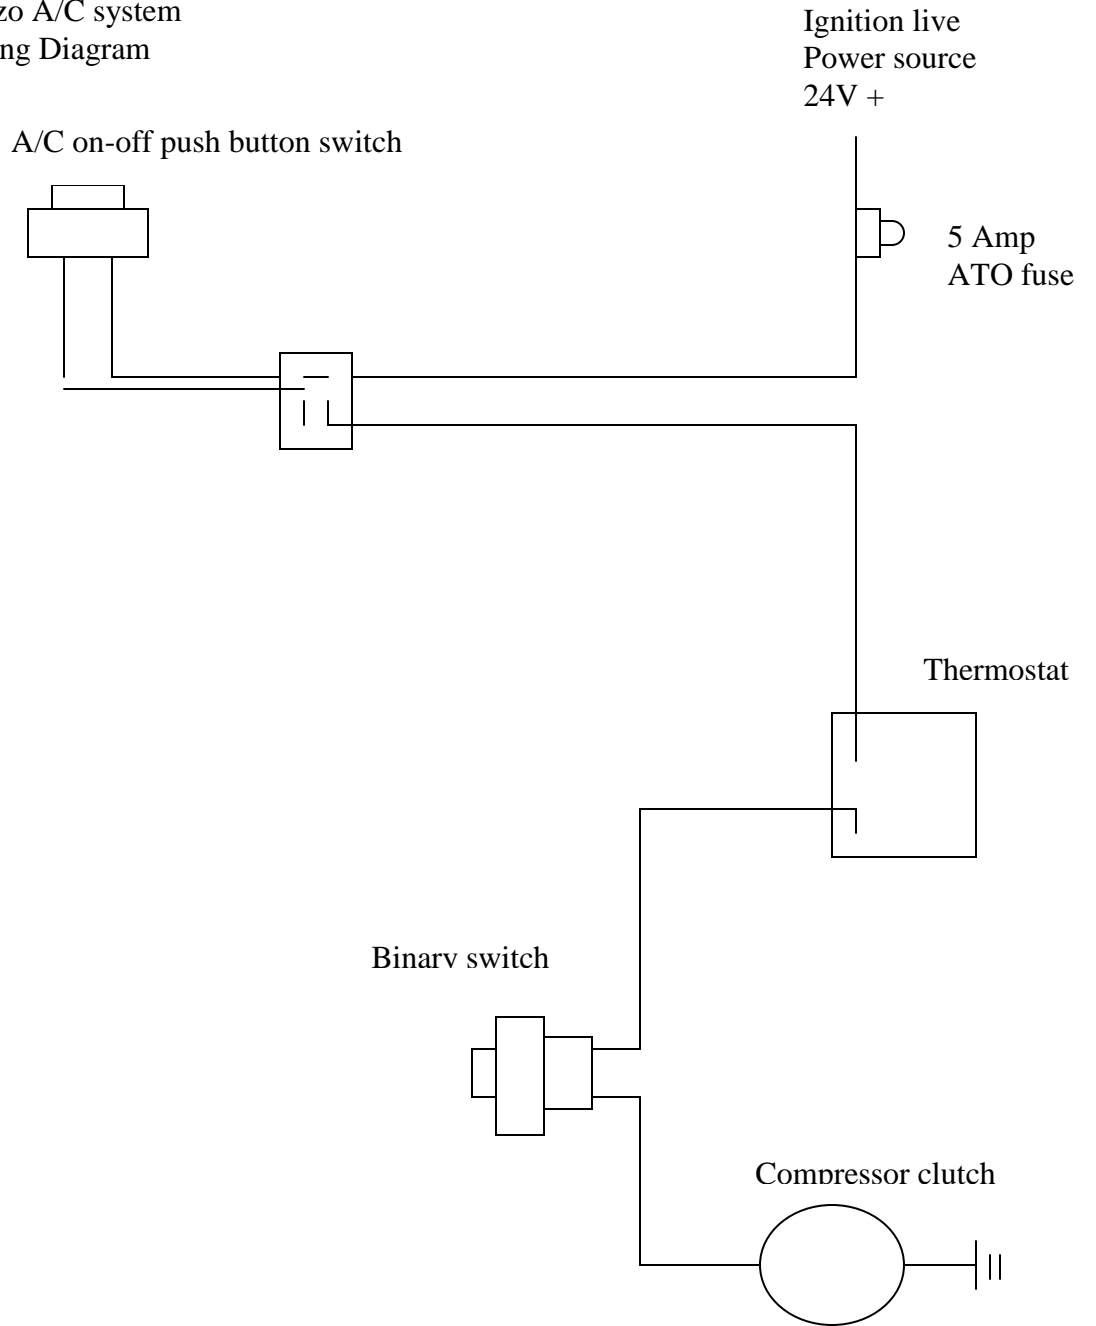 zo A/C system
ng Diagram
Ignition live
Power source
24V +
A/C on-off push button switch
5 Amp
ATO fuse
Thermostat
Binary switch
Compressor clutch